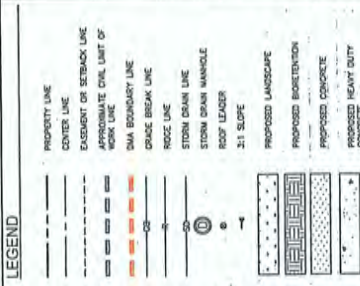 LEGEND
PROPERTY LINE
CENTER LINE
EASEMENT OR SETBACK LINE
APPROXIMATE CIVIL LIMIT OF
WORK LINE
DMA BOUNDARY LINE
GB
GRADE BREAK LINE
R
RIDGE LINE
SD
STORM DRAIN LINE
STORM DRAIN MANHOLE
ROOF LEADER
3:1 SLOPE
PROPOSED LANDSCAPE
PROPOSED BIORETENTION
PROPOSED CONCRETE
PROPOSED HEAVY DUTY